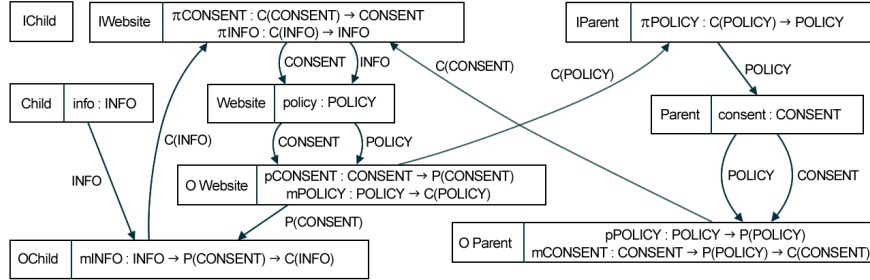 IChild
IWebsite
πCONSENT : C(CONSENT) → CONSENT
πINFO : C(INFO) → INFO
IParent
πPOLICY : C(POLICY) → POLICY
CONSENT
INFO
C(CONSENT)
C(POLICY)
POLICY
Child
info : INFO
Website
policy : POLICY
Parent
consent : CONSENT
C(INFO)
CONSENT
POLICY
INFO
O Website
pCONSENT : CONSENT → P(CONSENT)
mPOLICY : POLICY → C(POLICY)
POLICY
CONSENT
P(CONSENT)
OChild
mINFO : INFO → P(CONSENT) → C(INFO)
O Parent
pPOLICY : POLICY → P(POLICY)
mCONSENT : CONSENT → P(POLICY) → C(CONSENT)